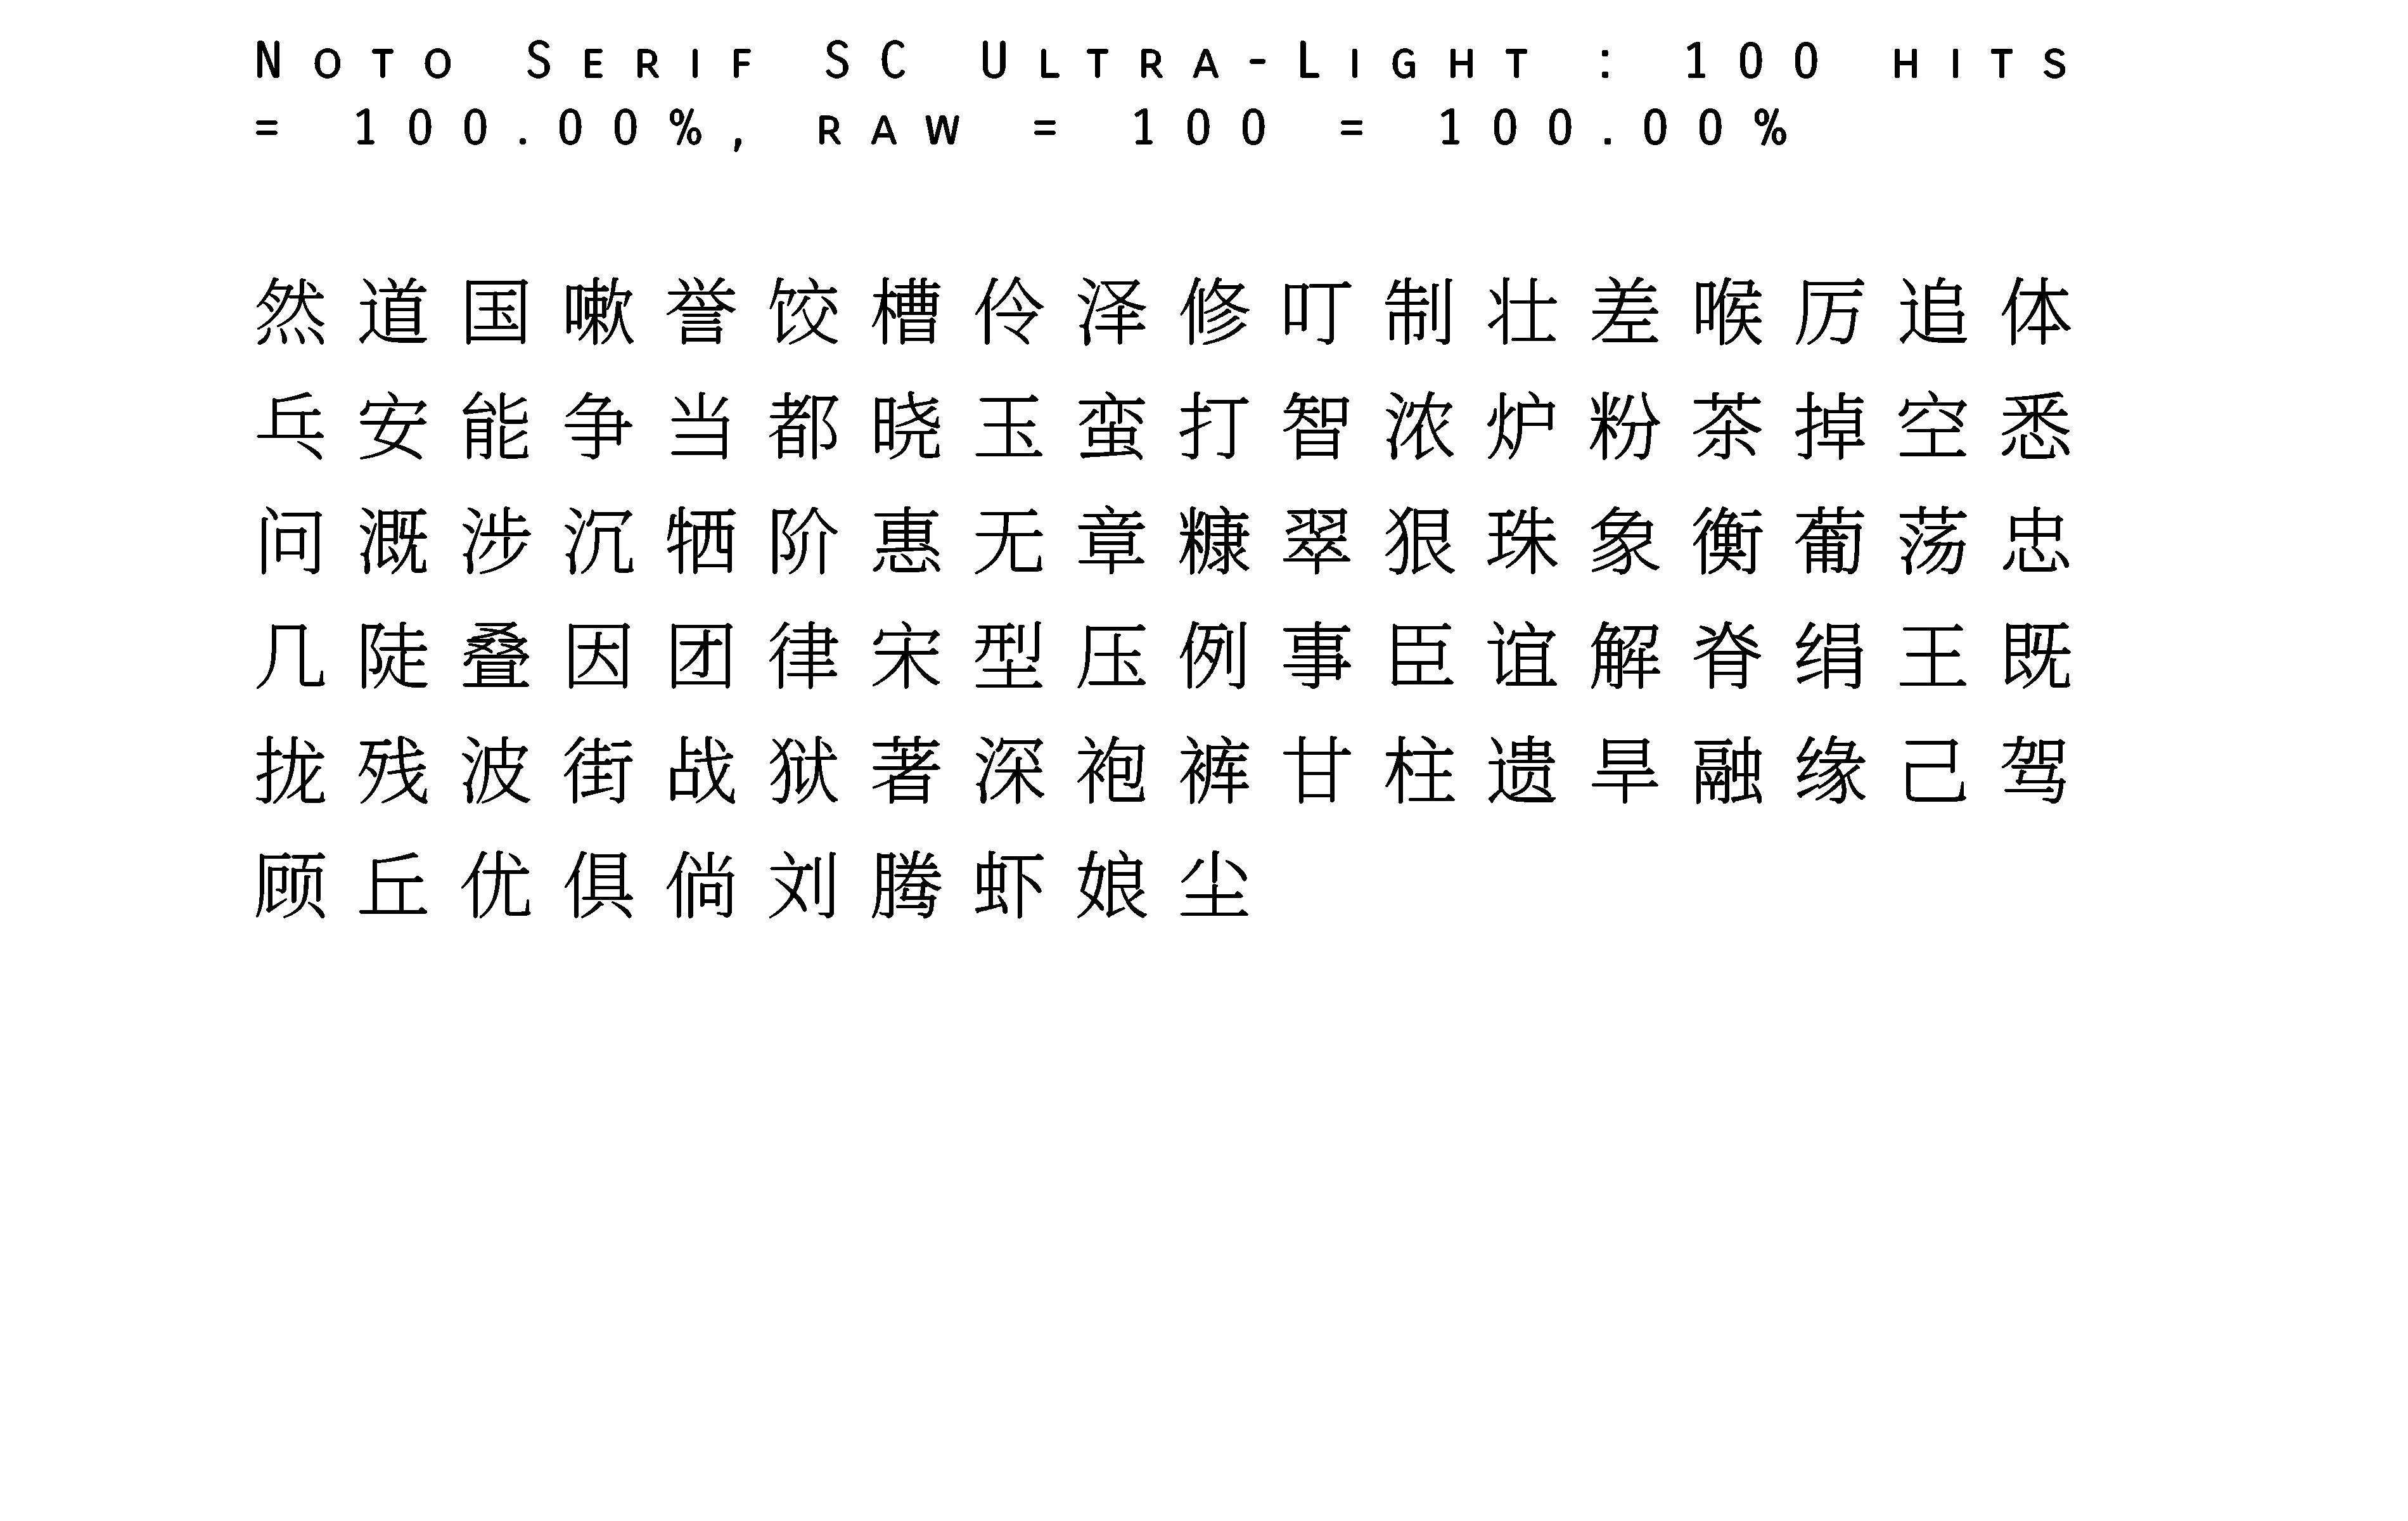 Noto Serif SC Ultra-Light : 100 hits
= 100.00%, raw = 100 = 100.00%
然道国嗽誉饺槽伶泽修叮制壮差喉厉追体
乓安能争当都晓玉蛮打智浓炉粉茶掉空悉
问溉涉沉牺阶惠无章糠翠狠珠象衡葡荡忠
几陡叠因团律宋型压例事臣谊解脊绢王既
拢残波街战狱著深袍裤甘柱遗旱融缘己驾
顾丘优俱倘刘腾虾娘尘